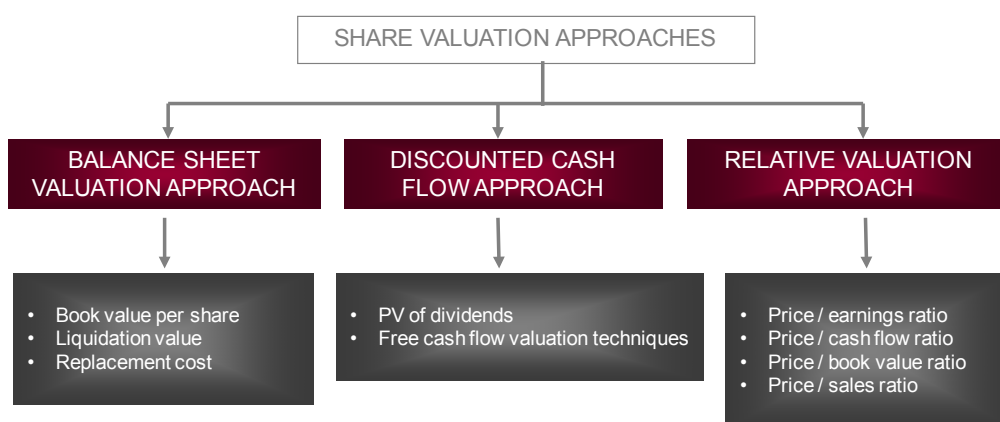 SHARE VALUATION APPROACHES
BALANCE SHEET
VALUATION APPROACH
DISCOUNTED CASH
FLOW APPROACH
RELATIVE VALUATION
APPROACH
• Book value per share
• Liquidation value
• Replacement cost
• PV of dividends
• Free cash flow valuation techniques
• Price / earnings ratio
• Price / cash flow ratio
• Price / book value ratio
• Price / sales ratio